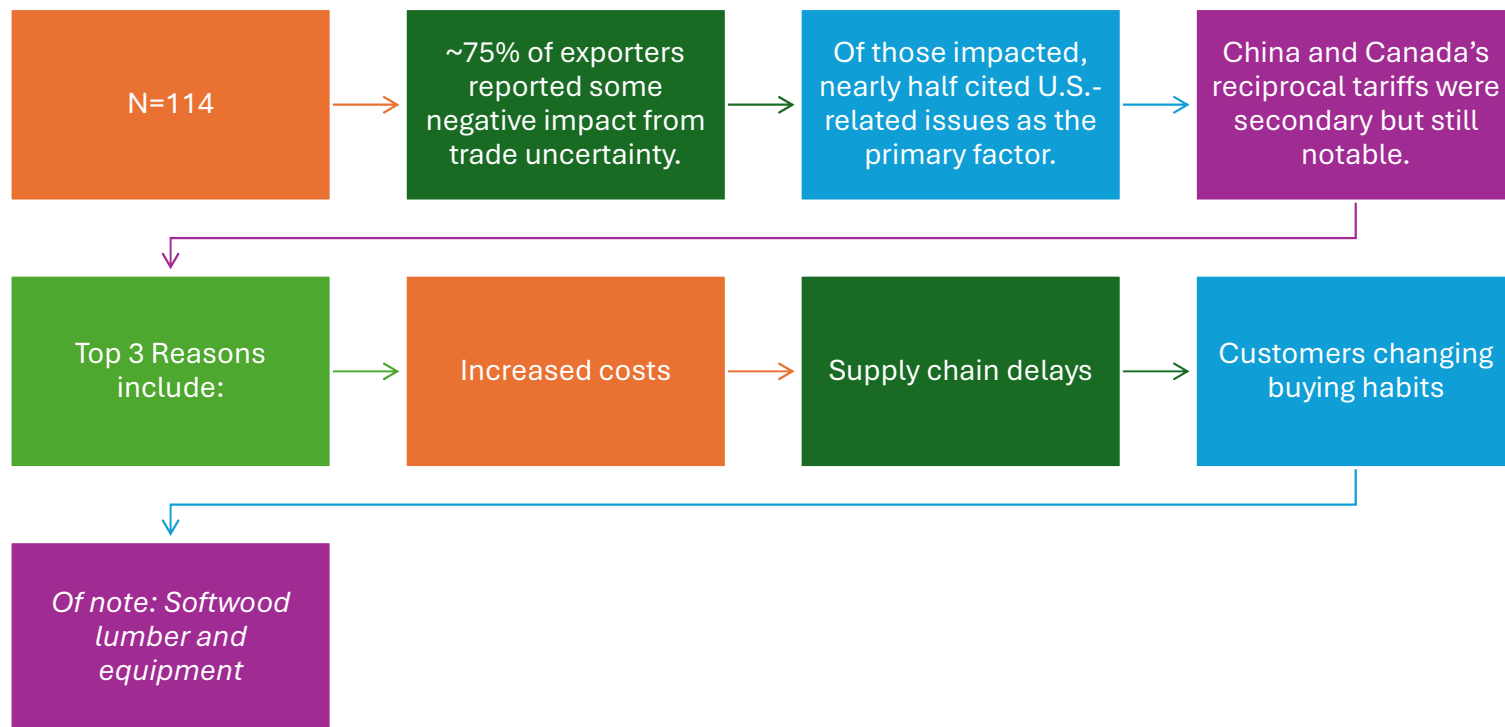 N=114
~75% of exporters
reported some
negative impact from
trade uncertainty.
Of those impacted,
nearly half cited U.S.-
related issues as the
primary factor.
China and Canada’s
reciprocal tariffs were
secondary but still
notable.
Top 3 Reasons
include:
Increased costs
Supply chain delays
Customers changing
buying habits
Of note: Softwood
lumber and
equipment